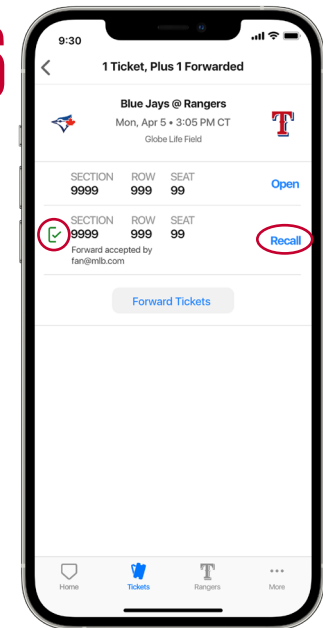 6
9:30
1 Ticket, Plus 1 Forwarded
Blue Jays @ Rangers
Mon, Apr 5 • 3:05 PM CT
Globe Life Field
T
SECTION ROW SEAT
9999 999 99
Open
SECTION ROW SEAT
9999 999 99
Forward accepted by
fan@mlb.com
Recall
Forward Tickets
T
Home Tickets Rangers More